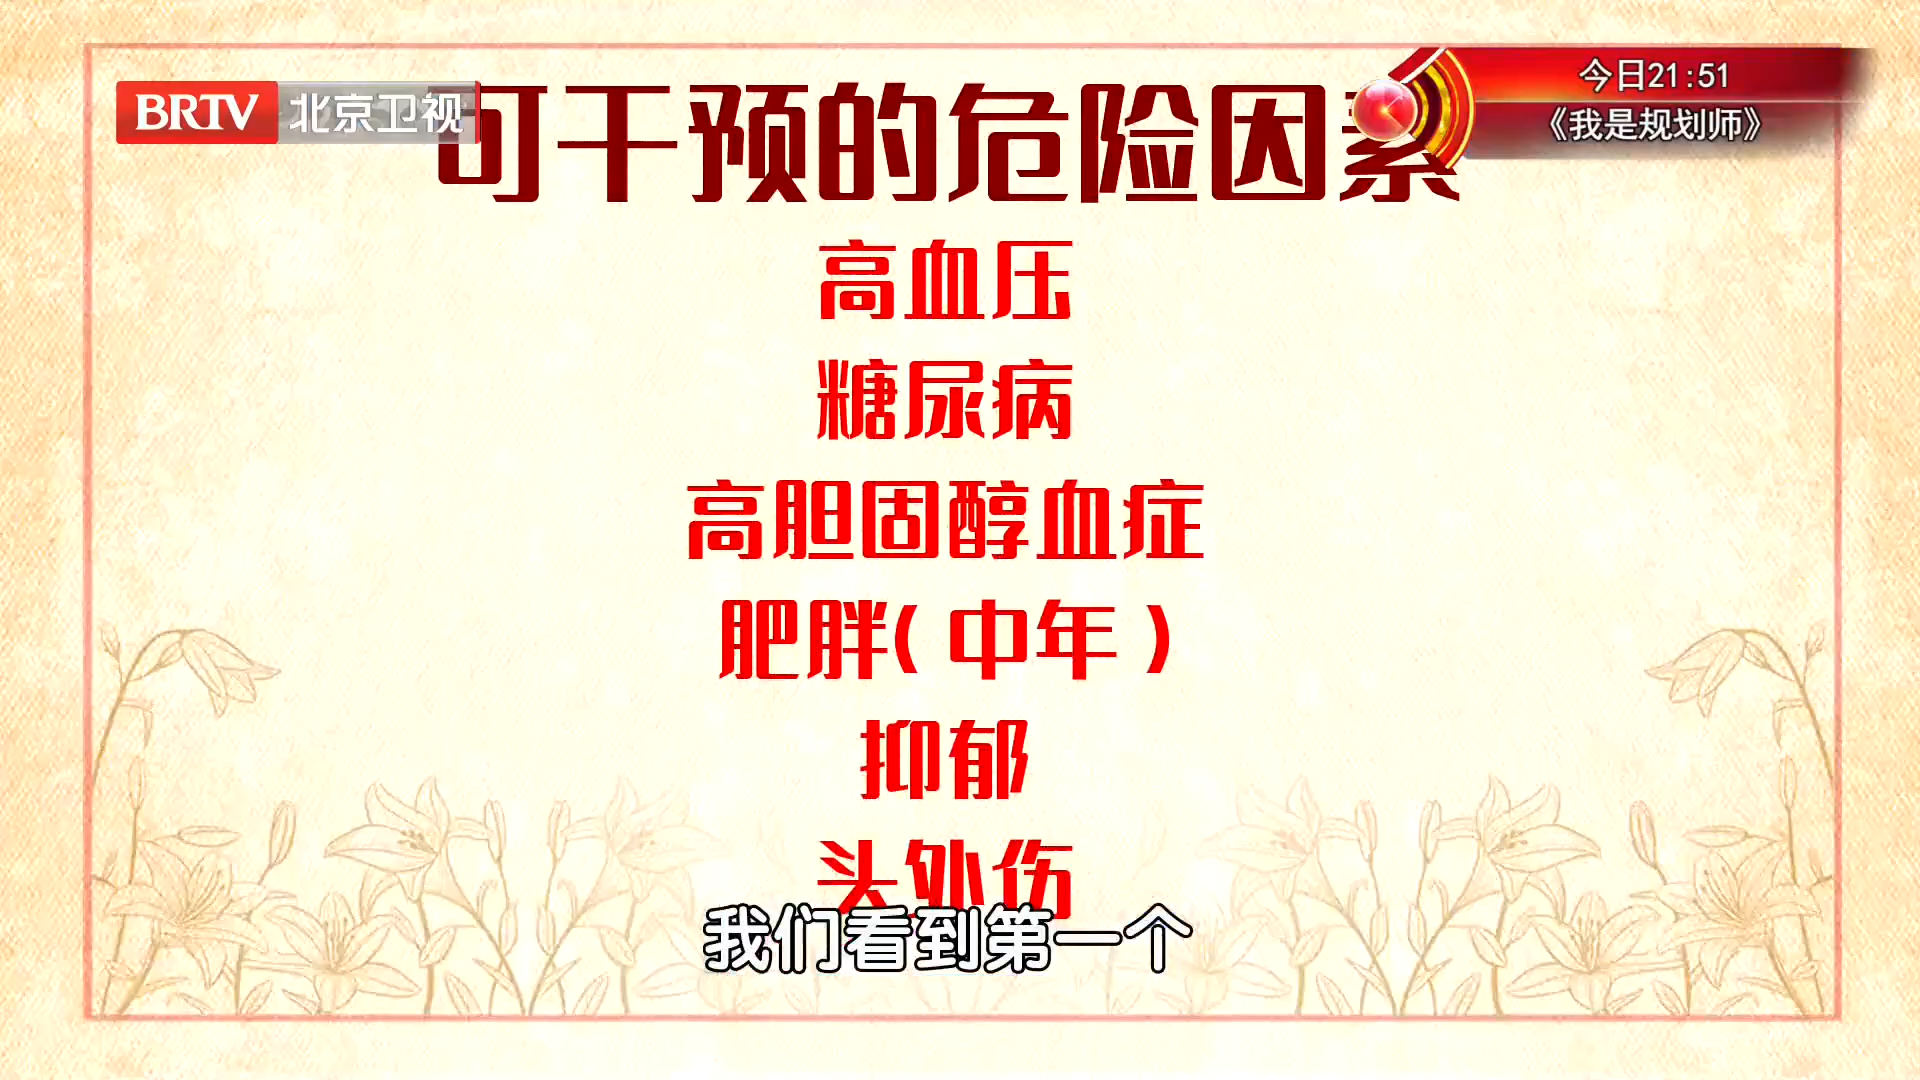 BRTV 北京卫视
今日21:51
《我是规划师》
可干预的危险因素
高血压
糖尿病
高胆固醇血症
肥胖(中年)
抑郁
头外伤
我们看到第一个